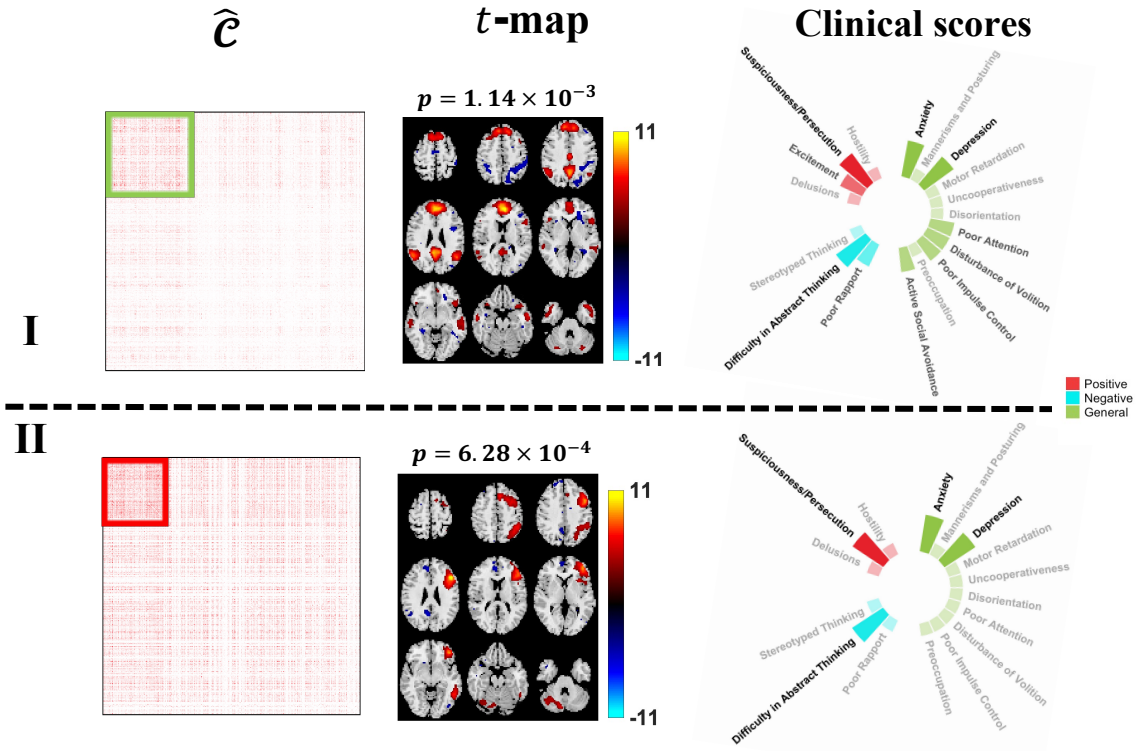 Ĉ
t-map
Clinical scores
I
p = 1.14 × 10⁻³
11
-11
Suspiciousness/Persecution
Hostility
Excitement
Delusions
Anxiety
Mannerisms and Posturing
Depression
Motor Retardation
Uncooperativeness
Disorientation
Poor Attention
Disturbance of Volition
Poor Impulse Control
Preoccupation
Active Social Avoidance
Stereotyped Thinking
Difficulty in Abstract Thinking
Poor Rapport
Positive
Negative
General
II
p = 6.28 × 10⁻⁴
11
-11
Suspiciousness/Persecution
Hostility
Delusions
Anxiety
Mannerisms and Posturing
Depression
Motor Retardation
Uncooperativeness
Disorientation
Poor Attention
Disturbance of Volition
Poor Impulse Control
Preoccupation
Stereotyped Thinking
Difficulty in Abstract Thinking
Poor Rapport